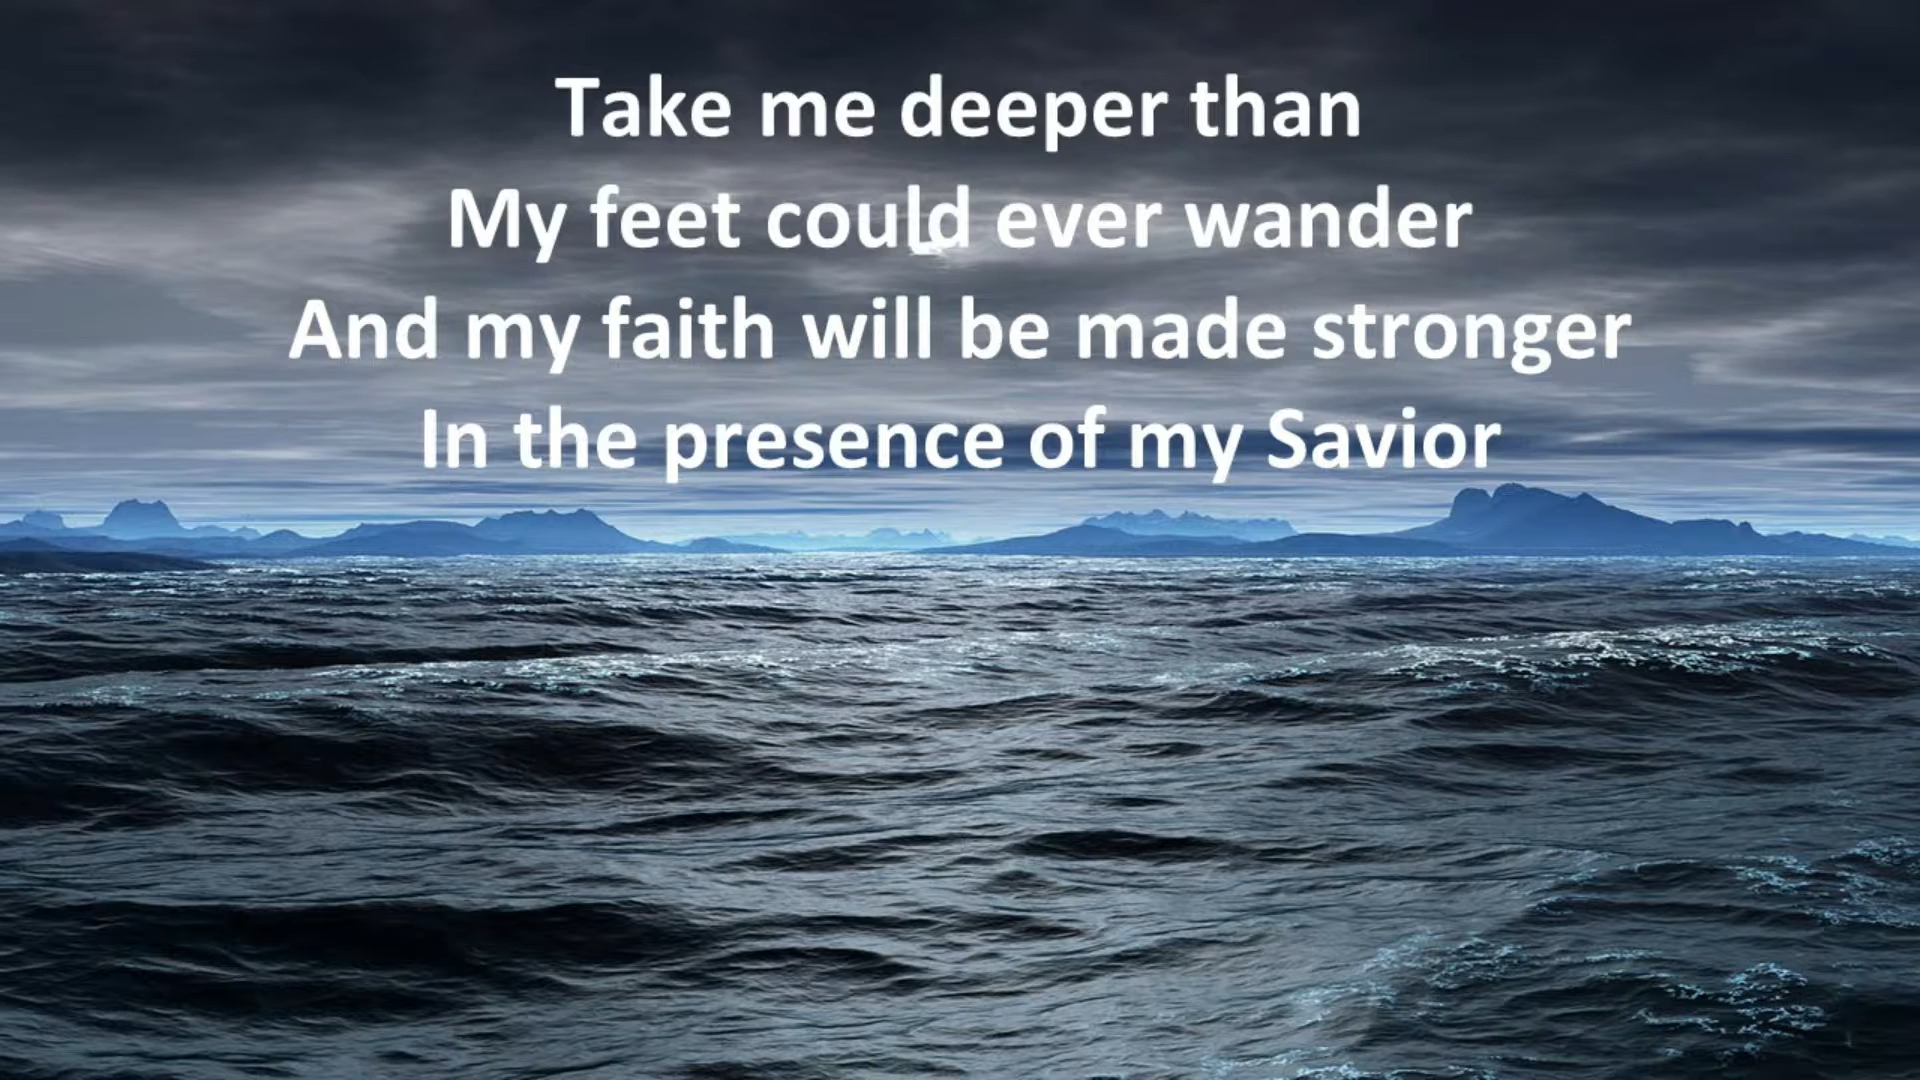 Take me deeper than
My feet could ever wander
And my faith will be made stronger
In the presence of my Savior